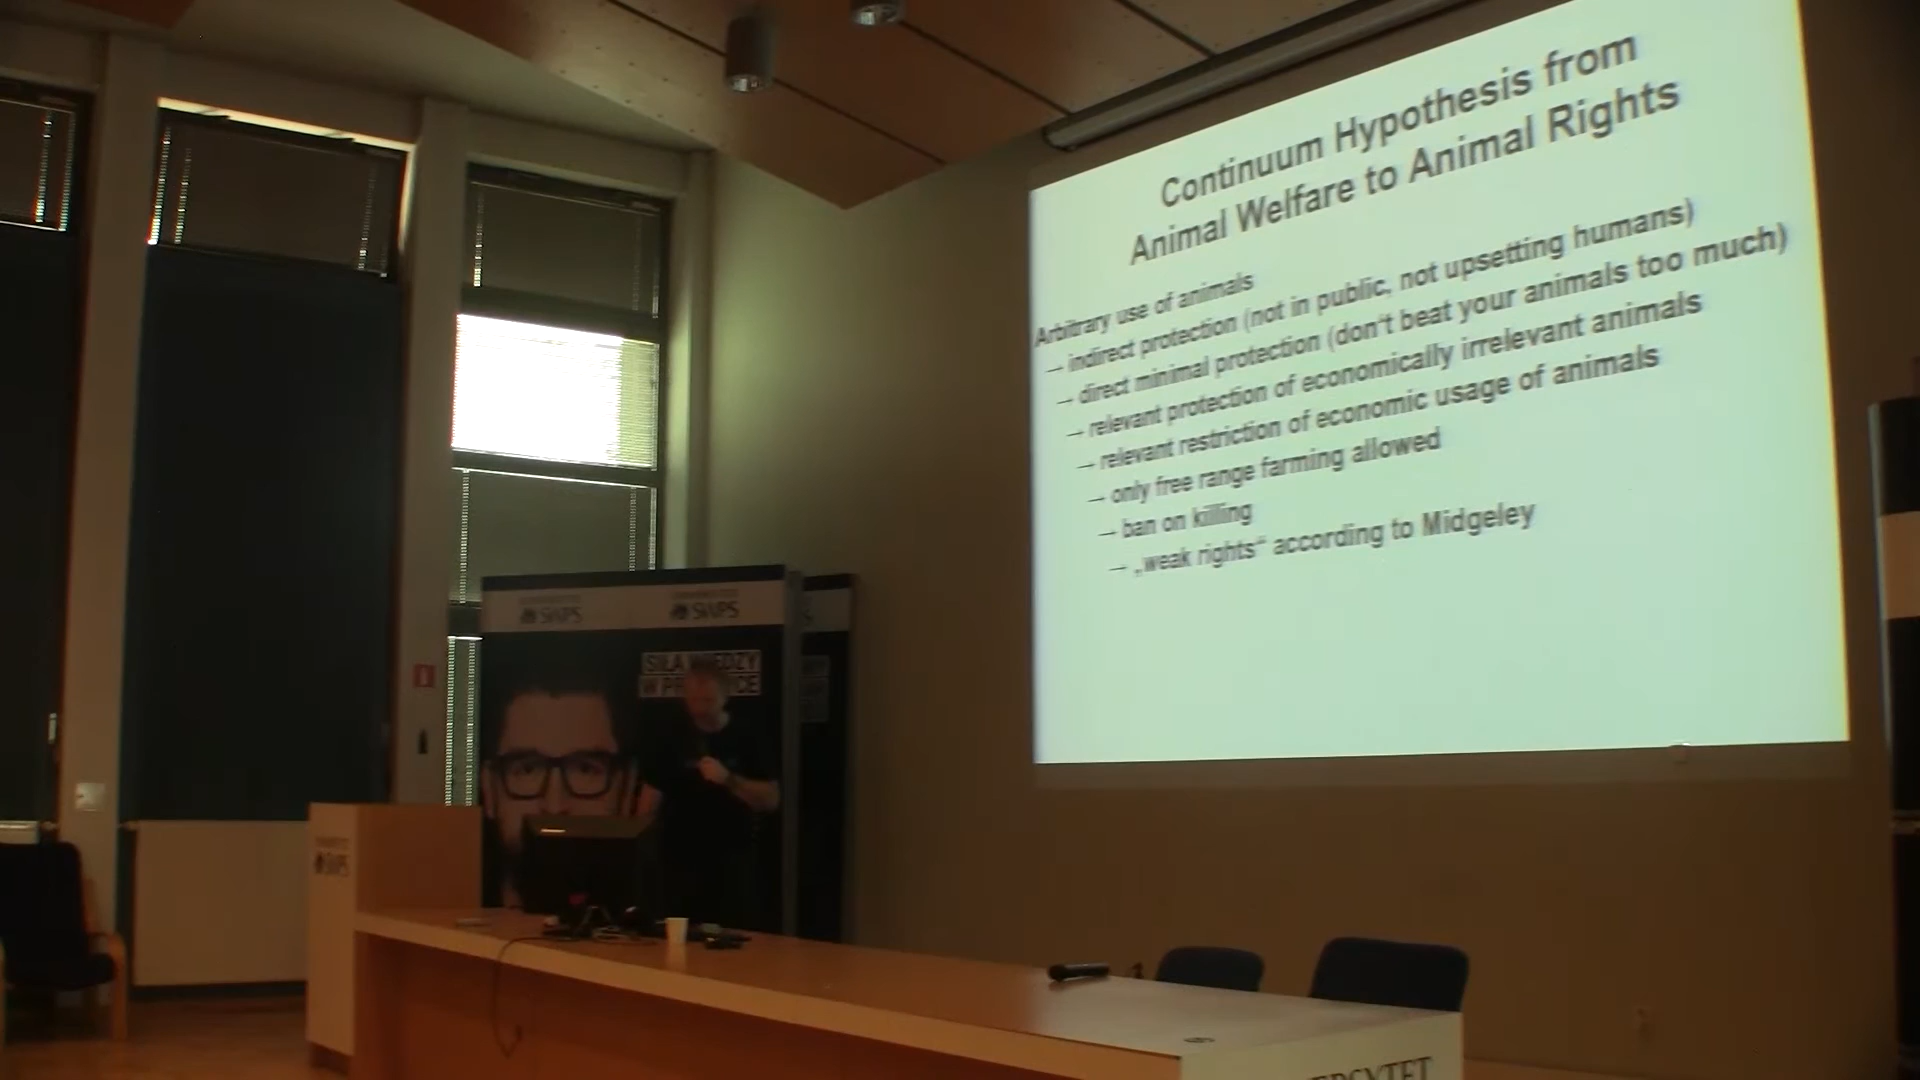 Continuum Hypothesis from
Animal Welfare to Animal Rights
Arbitrary use of animals
→ indirect protection (not in public, not upsetting humans)
→ direct minimal protection (don't beat your animals too much)
→ relevant protection of economically irrelevant animals
→ relevant restriction of economic usage of animals
→ only free range farming allowed
→ ban on killing
→ „weak rights“ according to Midgeley
SWPS
SWPS
SIŁA WIEDZY
SWPS